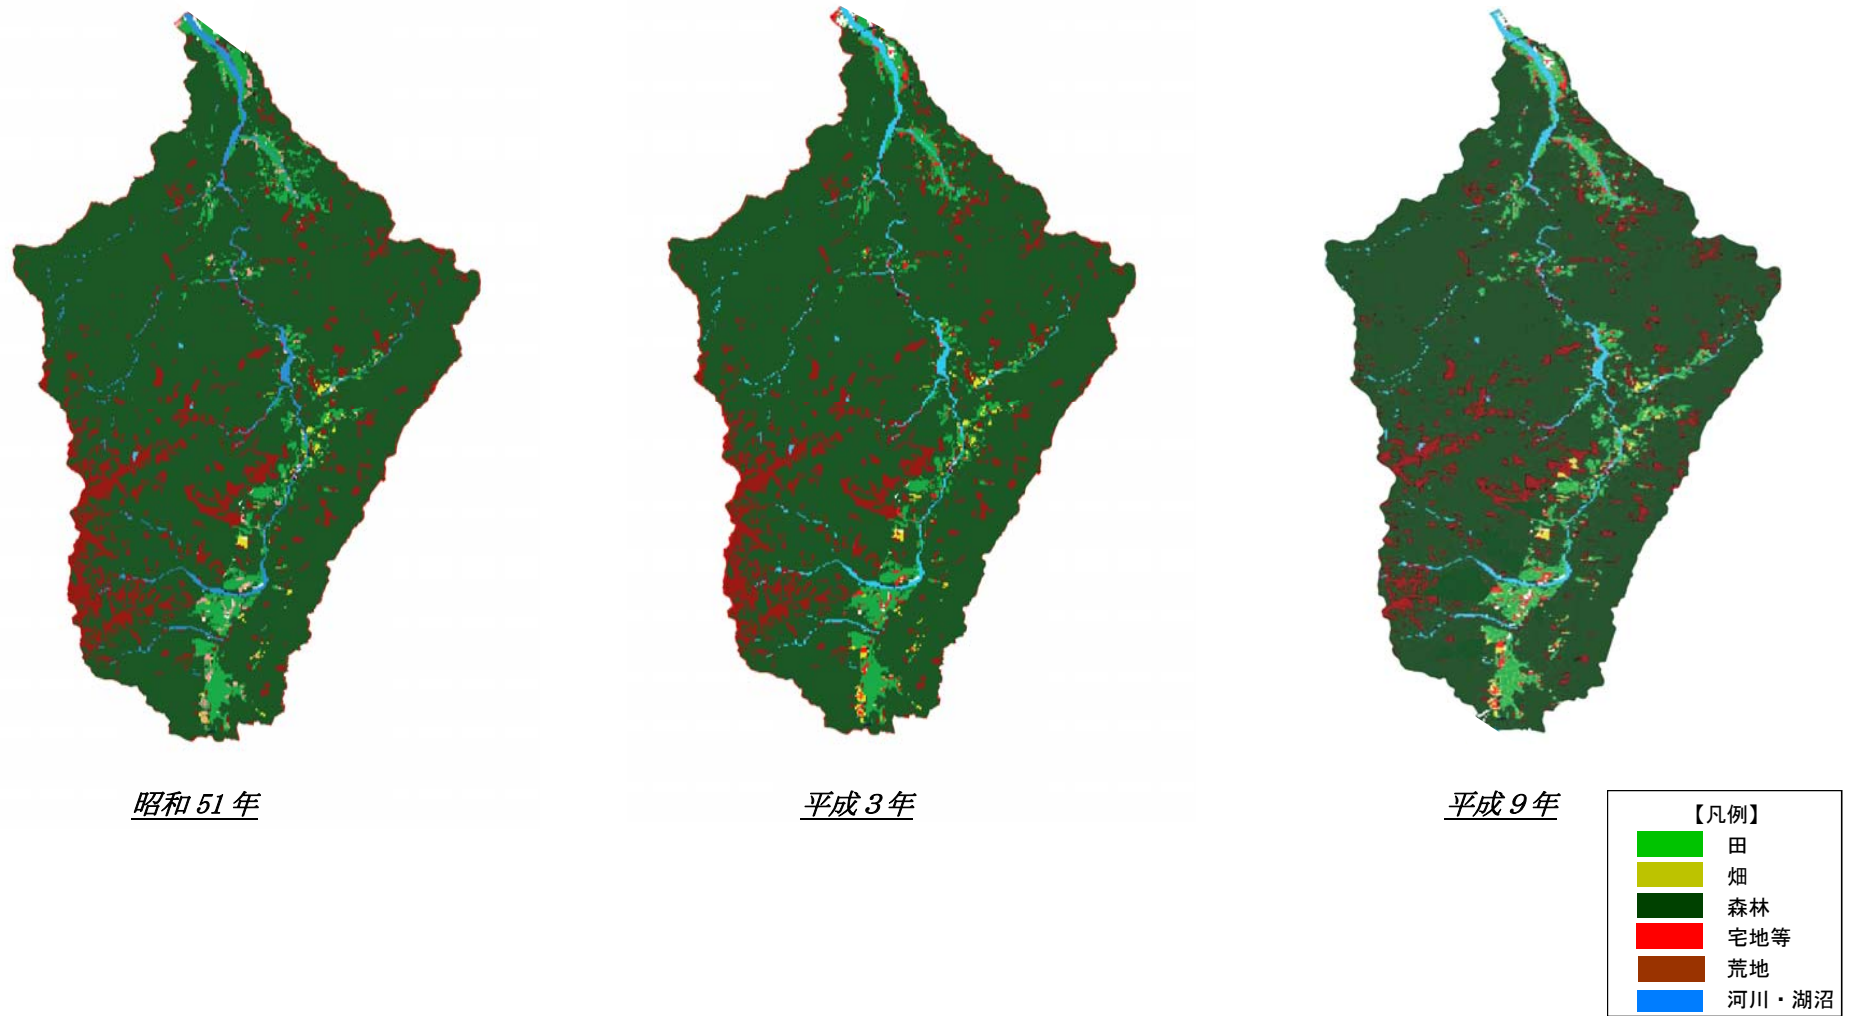 昭和 51 年
平成 3 年
平成 9 年
【凡例】
田
畑
森林
宅地等
荒地
河川・湖沼